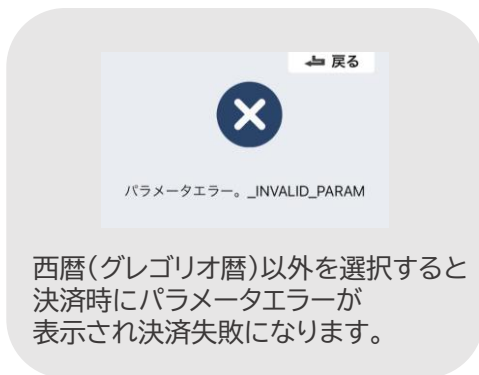 戻る
パラメータエラー。_INVALID_PARAM
西暦(グレゴリオ暦)以外を選択すると
決済時にパラメータエラーが
表示され決済失敗になります。